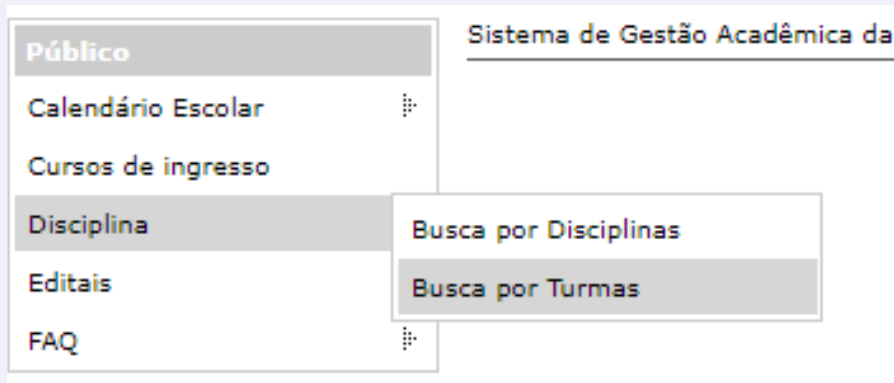 Público
Sistema de Gestão Acadêmica da
Calendário Escolar
Cursos de ingresso
Disciplina
Busca por Disciplinas
Busca por Turmas
Editais
FAQ